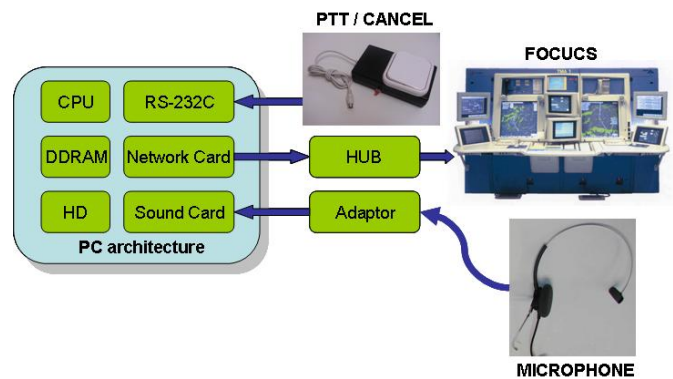 PTT / CANCEL
FOCUCS
CPU
RS-232C
DDRAM
Network Card
HUB
HD
Sound Card
Adaptor
PC architecture
MICROPHONE